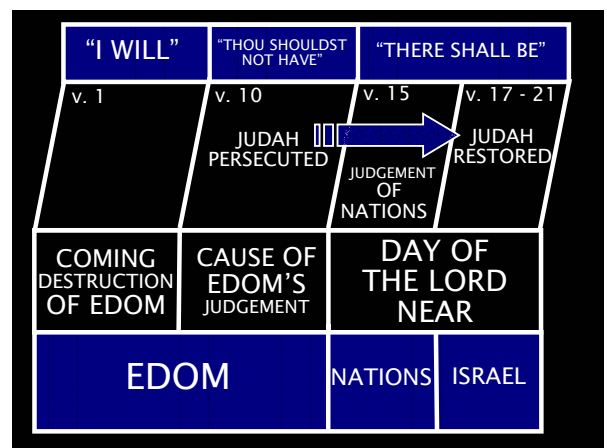 “I WILL”
“THOU SHOULDST
NOT HAVE”
“THERE SHALL BE”
v. 1
v. 10
v. 15
v. 17 - 21
JUDAH
PERSECUTED
JUDAH
RESTORED
JUDGEMENT
OF
NATIONS
COMING
DESTRUCTION
OF EDOM
CAUSE OF
EDOM’S
JUDGEMENT
DAY OF
THE LORD
NEAR
EDOM
NATIONS
ISRAEL